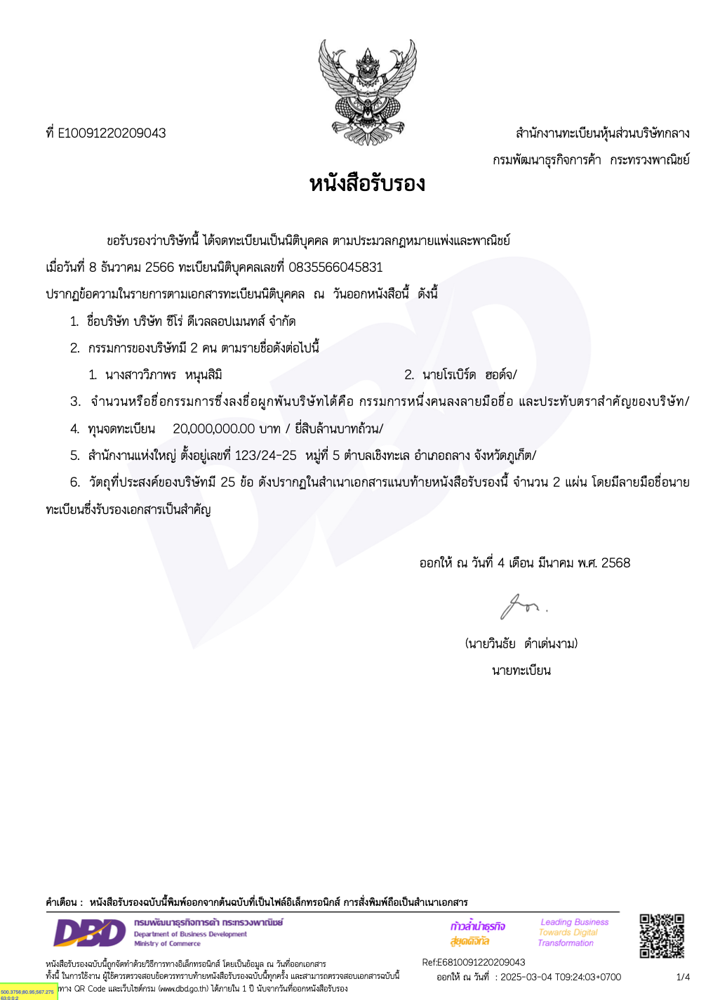 ที่ E10091220209043
สำนักงานทะเบียนหุ้นส่วนบริษัทกลาง
กรมพัฒนาธุรกิจการค้า กระทรวงพาณิชย์
หนังสือรับรอง
ขอรับรองว่าบริษัทนี้ ได้จดทะเบียนเป็นนิติบุคคล ตามประมวลกฎหมายแพ่งและพาณิชย์
เมื่อวันที่ 8 ธันวาคม 2566 ทะเบียนนิติบุคคลเลขที่ 0835566045831
ปรากฏข้อความในรายการตามเอกสารทะเบียนนิติบุคคล ณ วันออกหนังสือนี้ ดังนี้
1. ชื่อบริษัท บริษัท ซีโร่ ดีเวลลอปเมนทส์ จำกัด
2. กรรมการของบริษัทมี 2 คน ตามรายชื่อดังต่อไปนี้
1. นางสาววิภาพร หนุนสิมิ 2. นายโรเบิร์ด ฮอด์จ/
3. จำนวนหรือชื่อกรรมการซึ่งลงชื่อผูกพันบริษัทได้คือ กรรมการหนึ่งคนลงลายมือชื่อ และประทับตราสำคัญของบริษัท/
4. ทุนจดทะเบียน 20,000,000.00 บาท / ยี่สิบล้านบาทถ้วน/
5. สำนักงานแห่งใหญ่ ตั้งอยู่เลขที่ 123/24-25 หมู่ที่ 5 ตำบลเชิงทะเล อำเภอถลาง จังหวัดภูเก็ต/
6. วัตถุที่ประสงค์ของบริษัทมี 25 ข้อ ดังปรากฏในสำเนาเอกสารแนบท้ายหนังสือรับรองนี้ จำนวน 2 แผ่น โดยมีลายมือชื่อนาย
ทะเบียนซึ่งรับรองเอกสารเป็นสำคัญ
ออกให้ ณ วันที่ 4 เดือน มีนาคม พ.ศ. 2568
(นายวินธัย ดำเด่นงาม)
นายทะเบียน
คำเตือน : หนังสือรับรองฉบับนี้พิมพ์ออกจากต้นฉบับที่เป็นไฟล์อิเล็กทรอนิกส์ การสั่งพิมพ์ถือเป็นสำเนาเอกสาร
DBD
กรมพัฒนาธุรกิจการค้า กระทรวงพาณิชย์
Department of Business Development
Ministry of Commerce
ก้าวล้ำนำธุรกิจ
สู่ยุคดิจิทัล
Leading Business
Towards Digital
Transformation
หนังสือรับรองฉบับนี้ถูกจัดทำด้วยวิธีการทางอิเล็กทรอนิกส์ โดยเป็นข้อมูล ณ วันที่ออกเอกสาร
ทั้งนี้ ในการใช้งาน ผู้ใช้ควรตรวจสอบข้อควรทราบท้ายหนังสือรับรองฉบับนี้ทุกครั้ง และสามารถตรวจสอบเอกสารฉบับนี้
ทาง QR Code และเว็บไซต์กรม (www.dbd.go.th) ได้ภายใน 1 ปี นับจากวันที่ออกหนังสือรับรอง
Ref:E6810091220209043
ออกให้ ณ วันที่ : 2025-03-04 T09:24:03+0700
1/4
500.3756;80.95;567.275
63:0:0:2